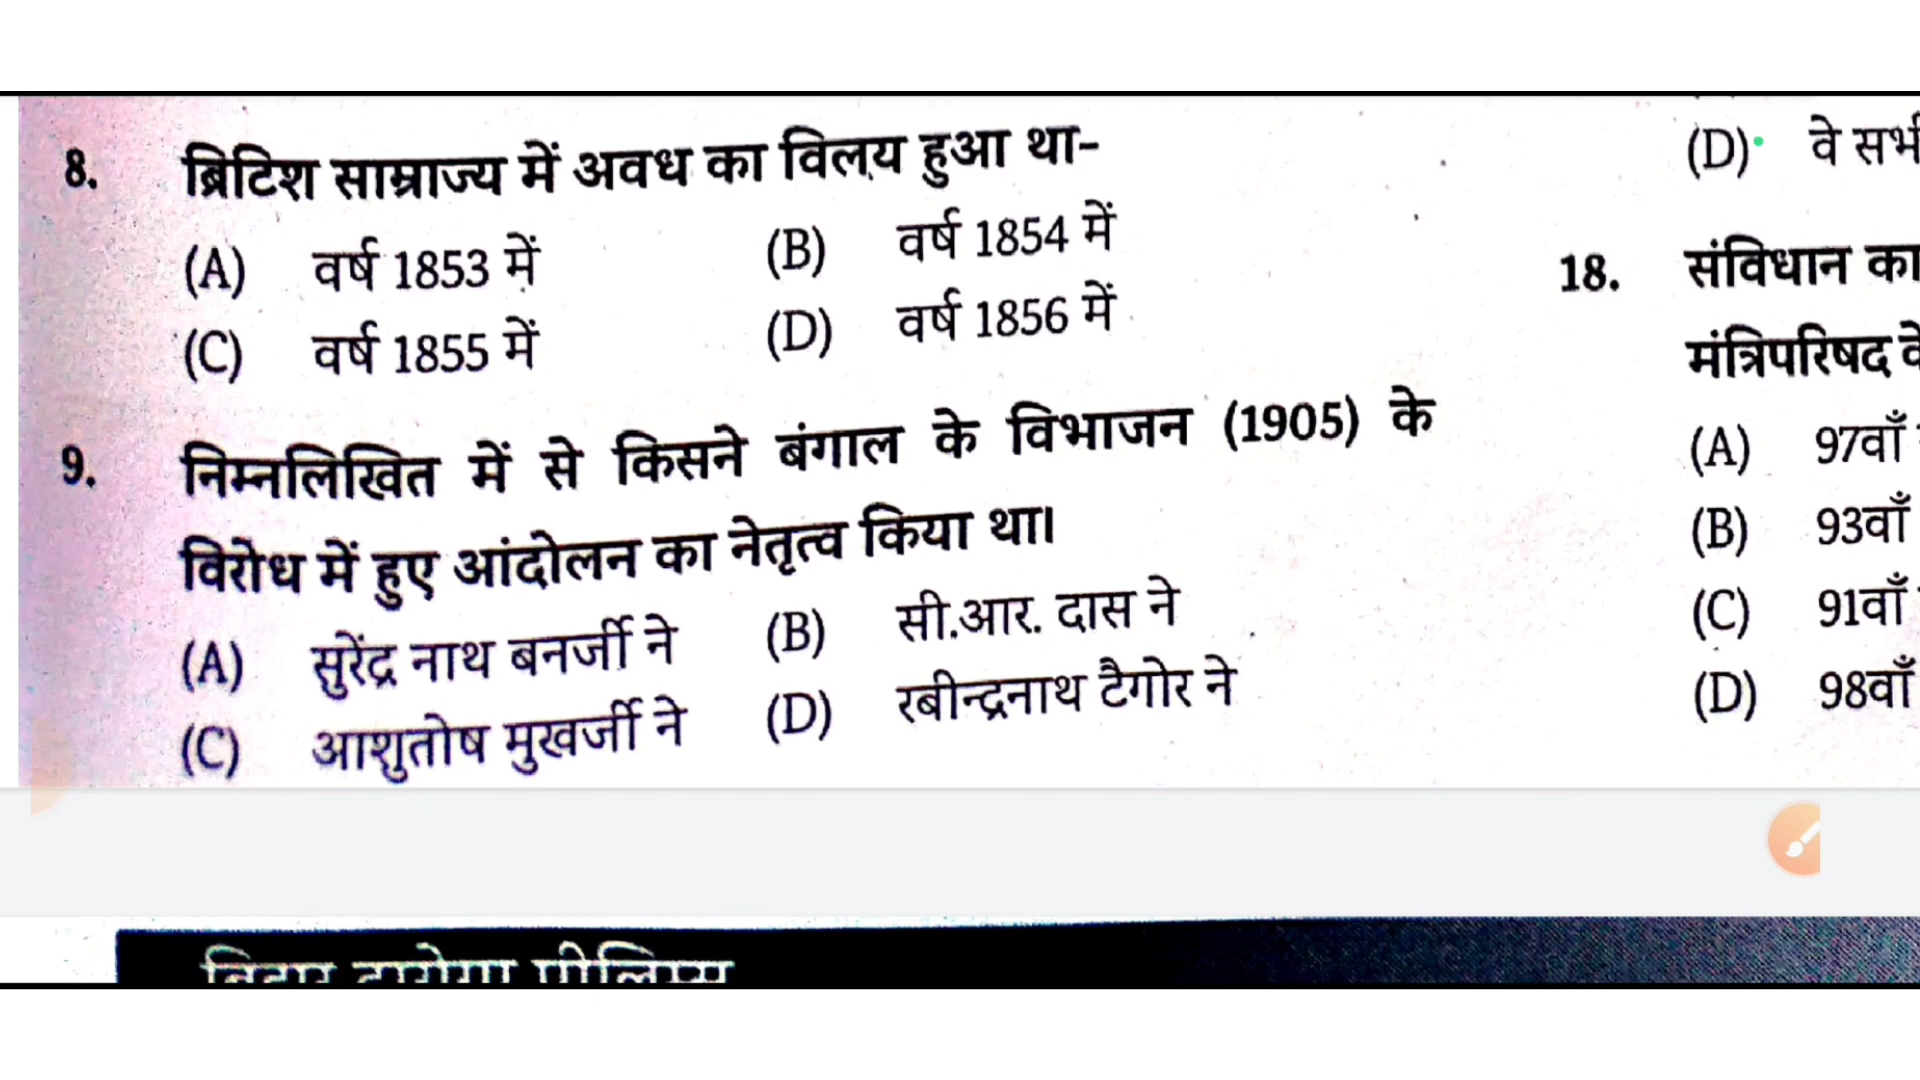 8. ब्रिटिश साम्राज्य में अवध का विलय हुआ था-
(A) वर्ष 1853 में (B) वर्ष 1854 में
(C) वर्ष 1855 में (D) वर्ष 1856 में
9. निम्नलिखित में से किसने बंगाल के विभाजन (1905) के
विरोध में हुए आंदोलन का नेतृत्व किया था।
(A) सुरेंद्र नाथ बनर्जी ने (B) सी.आर. दास ने
(C) आशुतोष मुखर्जी ने (D) रबीन्द्रनाथ टैगोर ने
(D) वे सभी
18. संविधान का
मंत्रिपरिषद के
(A) 97वाँ
(B) 93वाँ
(C) 91वाँ
(D) 98वाँ
बिहार दारोगा पीलिम्स